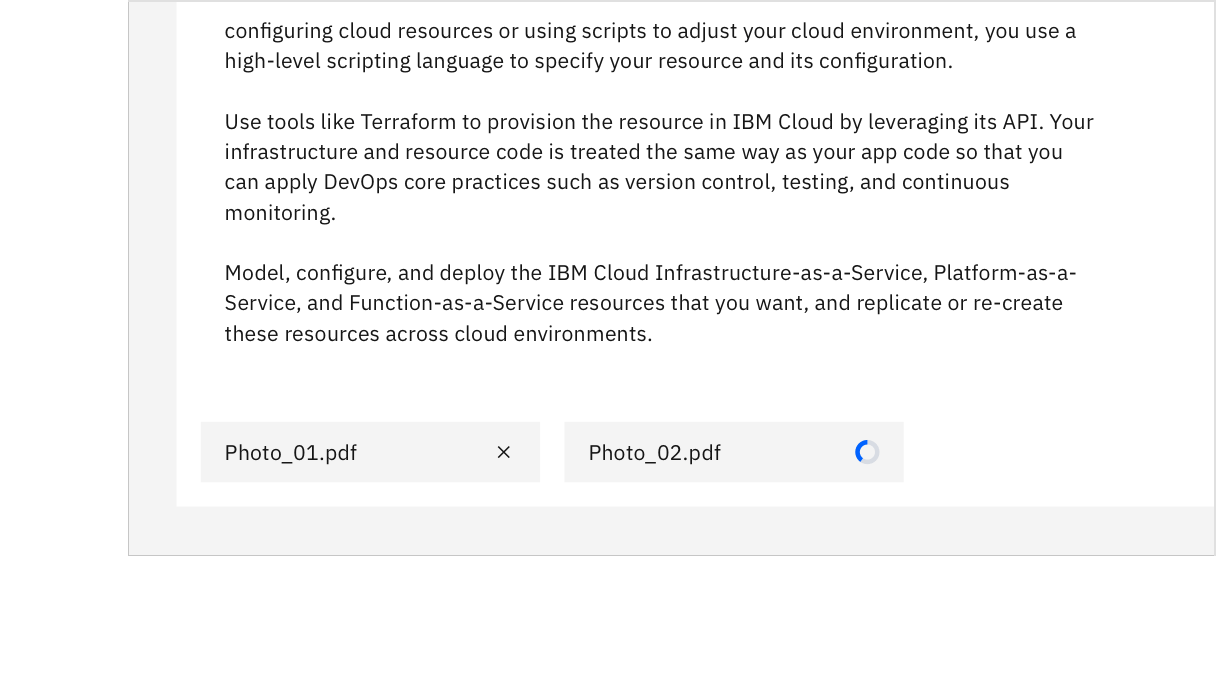 configuring cloud resources or using scripts to adjust your cloud environment, you use a
high-level scripting language to specify your resource and its configuration.
Use tools like Terraform to provision the resource in IBM Cloud by leveraging its API. Your
infrastructure and resource code is treated the same way as your app code so that you
can apply DevOps core practices such as version control, testing, and continuous
monitoring.
Model, configure, and deploy the IBM Cloud Infrastructure-as-a-Service, Platform-as-a-
Service, and Function-as-a-Service resources that you want, and replicate or re-create
these resources across cloud environments.
Photo_01.pdf
Photo_02.pdf